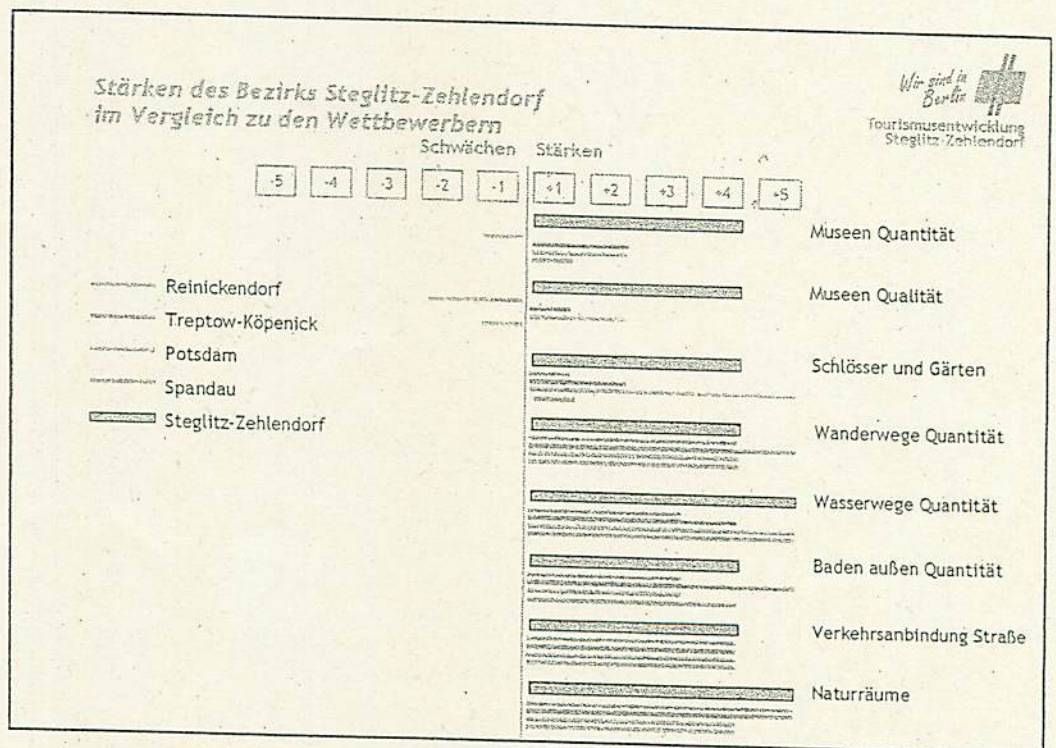 Stärken des Bezirks Steglitz-Zehlendorf
im Vergleich zu den Wettbewerbern
Wir sind in
Berlin
Tourismusentwicklung
Steglitz-Zehlendorf
Schwächen Stärken
-5 -4 -3 -2 -1 +1 +2 +3 +4 +5
Museen Quantität
Museen Qualität
Schlösser und Gärten
Wanderwege Quantität
Wasserwege Quantität
Baden außen Quantität
Verkehrsanbindung Straße
Naturräume
Reinickendorf
Treptow-Köpenick
Potsdam
Spandau
Steglitz-Zehlendorf